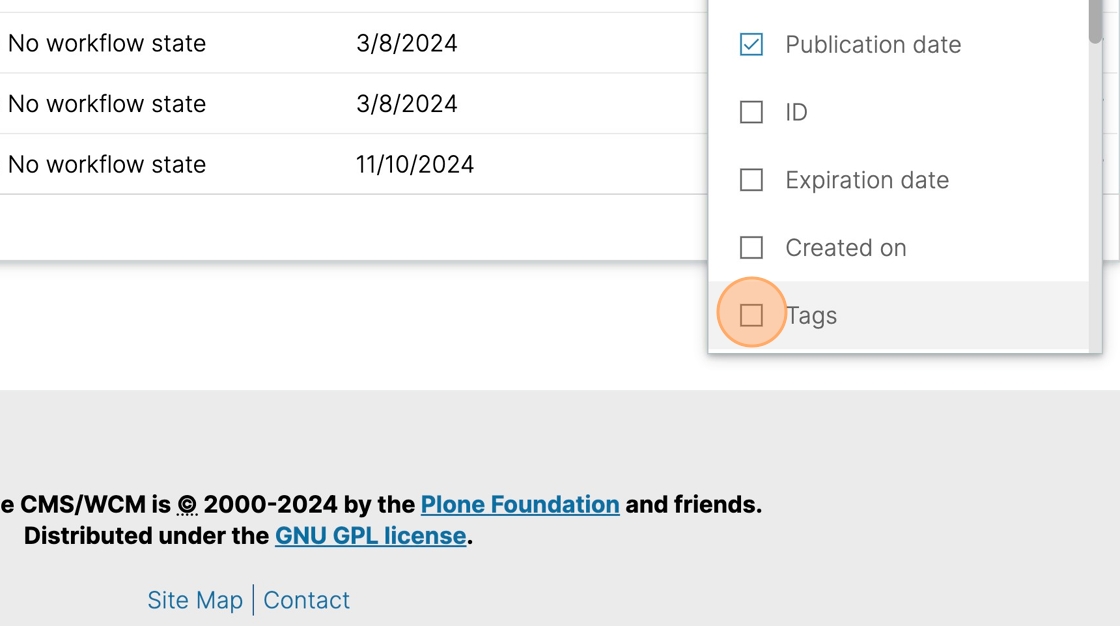 No workflow state 3/8/2024
No workflow state 3/8/2024
No workflow state 11/10/2024
Publication date
ID
Expiration date
Created on
Tags
e CMS/WCM is © 2000-2024 by the Plone Foundation and friends.
Distributed under the GNU GPL license.
Site Map | Contact